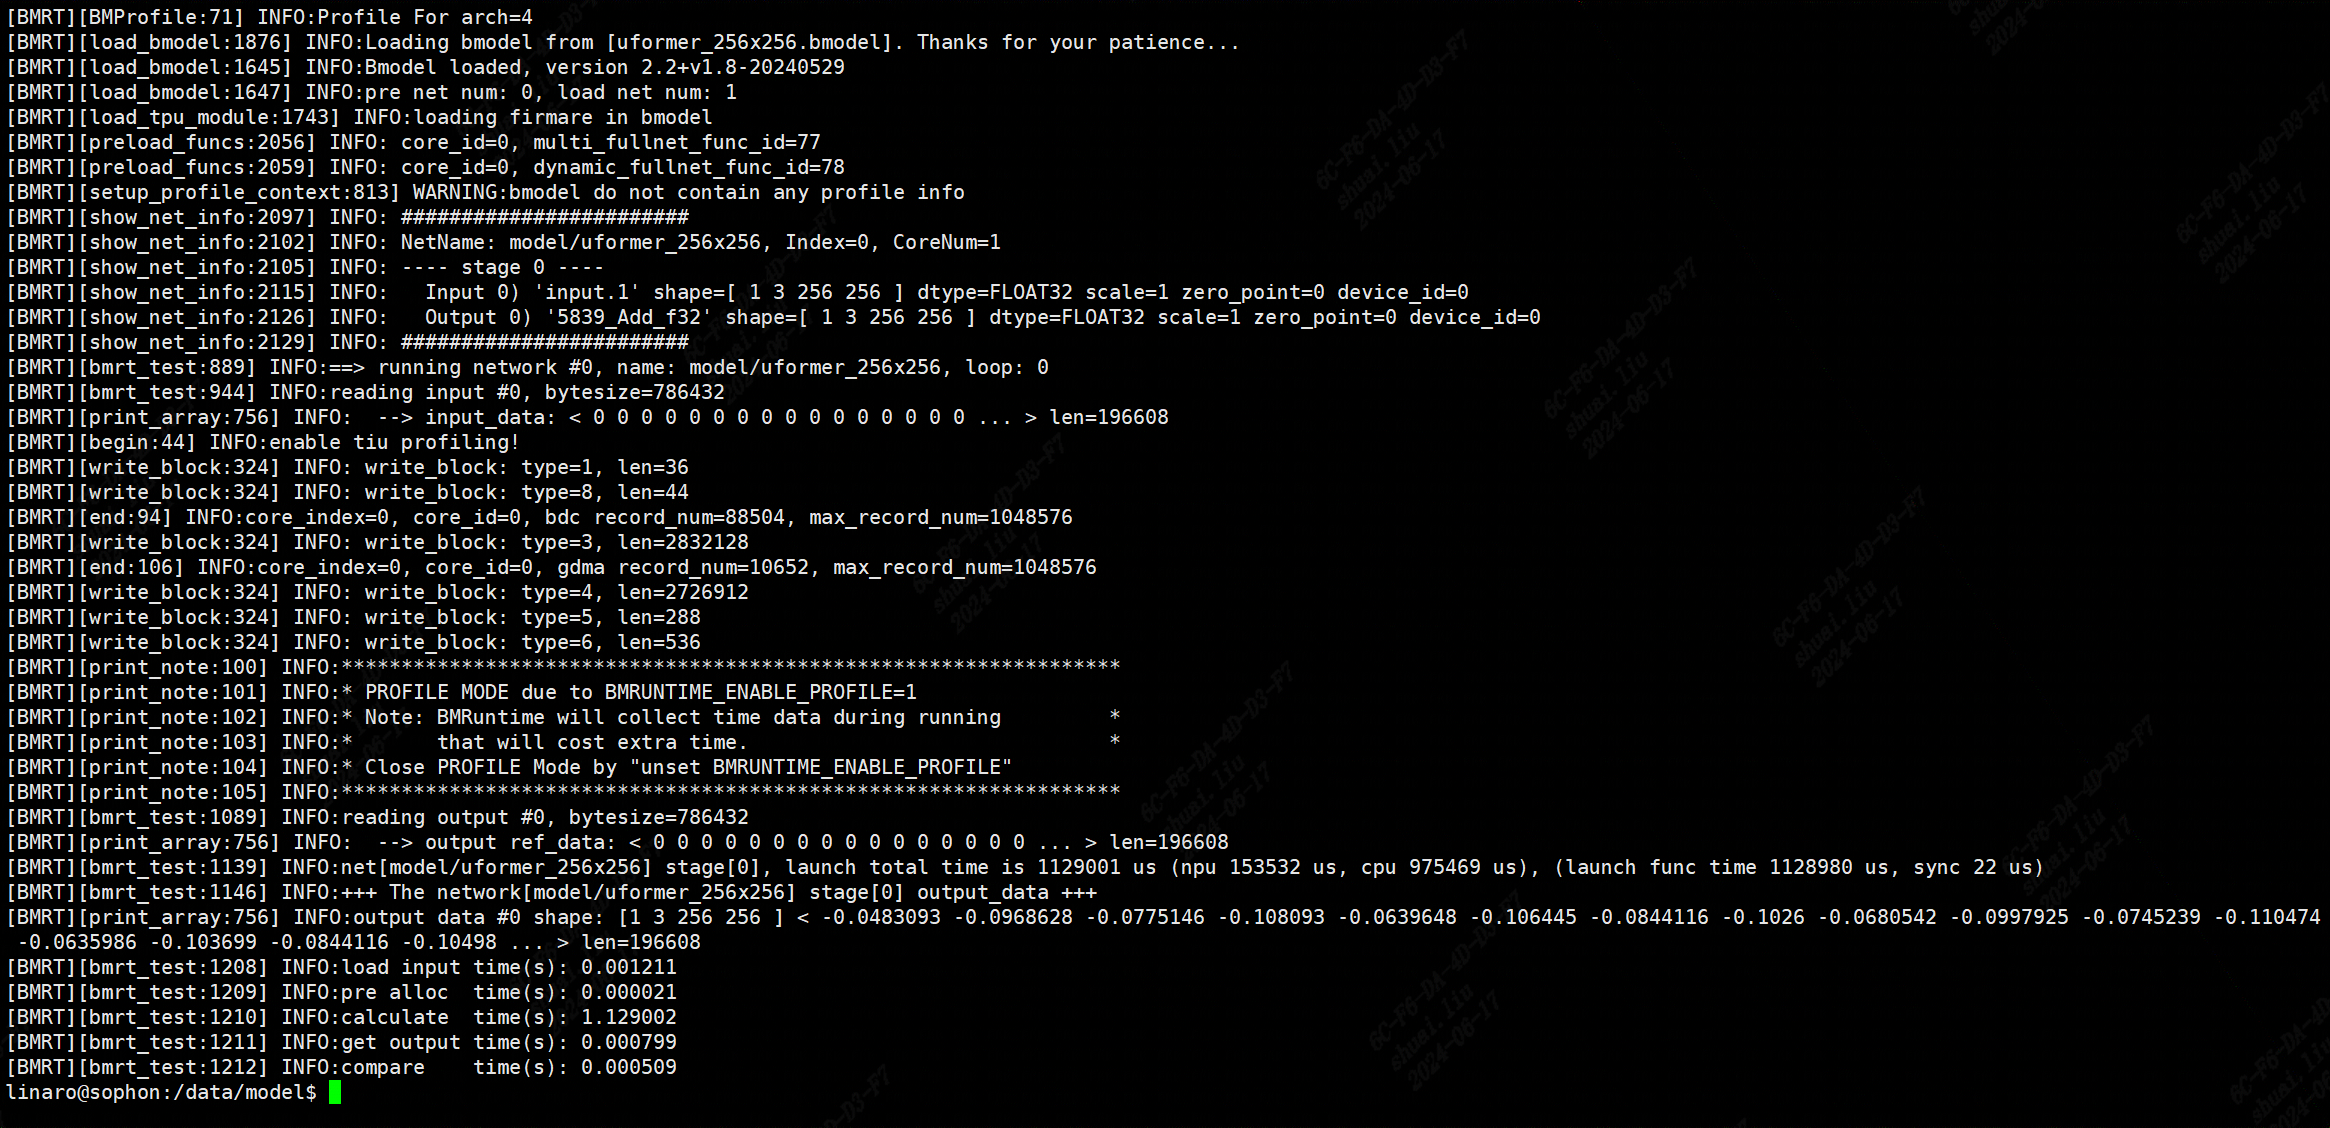 [BMRT][BMProfile:71] INFO:Profile For arch=4
[BMRT][load_bmodel:1876] INFO:Loading bmodel from [uformer_256x256.bmodel]. Thanks for your patience...
[BMRT][load_bmodel:1645] INFO:Bmodel loaded, version 2.2+v1.8-20240529
[BMRT][load_bmodel:1647] INFO:pre net num: 0, load net num: 1
[BMRT][load_tpu_module:1743] INFO:loading firmare in bmodel
[BMRT][preload_funcs:2056] INFO: core_id=0, multi_fullnet_func_id=77
[BMRT][preload_funcs:2059] INFO: core_id=0, dynamic_fullnet_func_id=78
[BMRT][setup_profile_context:813] WARNING:bmodel do not contain any profile info
[BMRT][show_net_info:2097] INFO: ########################
[BMRT][show_net_info:2102] INFO: NetName: model/uformer_256x256, Index=0, CoreNum=1
[BMRT][show_net_info:2105] INFO: ---- stage 0 ----
[BMRT][show_net_info:2115] INFO:   Input 0) 'input.1' shape=[ 1 3 256 256 ] dtype=FLOAT32 scale=1 zero_point=0 device_id=0
[BMRT][show_net_info:2126] INFO:   Output 0) '5839_Add_f32' shape=[ 1 3 256 256 ] dtype=FLOAT32 scale=1 zero_point=0 device_id=0
[BMRT][show_net_info:2129] INFO: ########################
[BMRT][bmrt_test:889] INFO:==> running network #0, name: model/uformer_256x256, loop: 0
[BMRT][bmrt_test:944] INFO:reading input #0, bytesize=786432
[BMRT][print_array:756] INFO:  --> input_data: < 0 0 0 0 0 0 0 0 0 0 0 0 0 0 0 0 ... > len=196608
[BMRT][begin:44] INFO:enable tiu profiling!
[BMRT][write_block:324] INFO: write_block: type=1, len=36
[BMRT][write_block:324] INFO: write_block: type=8, len=44
[BMRT][end:94] INFO:core_index=0, core_id=0, bdc record_num=88504, max_record_num=1048576
[BMRT][write_block:324] INFO: write_block: type=3, len=2832128
[BMRT][end:106] INFO:core_index=0, core_id=0, gdma record_num=10652, max_record_num=1048576
[BMRT][write_block:324] INFO: write_block: type=4, len=2726912
[BMRT][write_block:324] INFO: write_block: type=5, len=288
[BMRT][write_block:324] INFO: write_block: type=6, len=536
[BMRT][print_note:100] INFO:*****************************************************************
[BMRT][print_note:101] INFO:* PROFILE MODE due to BMRUNTIME_ENABLE_PROFILE=1
[BMRT][print_note:102] INFO:* Note: BMRuntime will collect time data during running         *
[BMRT][print_note:103] INFO:*       that will cost extra time.                              *
[BMRT][print_note:104] INFO:* Close PROFILE Mode by "unset BMRUNTIME_ENABLE_PROFILE"
[BMRT][print_note:105] INFO:*****************************************************************
[BMRT][bmrt_test:1089] INFO:reading output #0, bytesize=786432
[BMRT][print_array:756] INFO:  --> output ref_data: < 0 0 0 0 0 0 0 0 0 0 0 0 0 0 0 0 ... > len=196608
[BMRT][bmrt_test:1139] INFO:net[model/uformer_256x256] stage[0], launch total time is 1129001 us (npu 153532 us, cpu 975469 us), (launch func time 1128980 us, sync 22 us)
[BMRT][bmrt_test:1146] INFO:+++ The network[model/uformer_256x256] stage[0] output_data +++
[BMRT][print_array:756] INFO:output data #0 shape: [1 3 256 256 ] < -0.0483093 -0.0968628 -0.0775146 -0.108093 -0.0639648 -0.106445 -0.0844116 -0.1026 -0.0680542 -0.0997925 -0.0745239 -0.110474
 -0.0635986 -0.103699 -0.0844116 -0.10498 ... > len=196608
[BMRT][bmrt_test:1208] INFO:load input time(s): 0.001211
[BMRT][bmrt_test:1209] INFO:pre alloc  time(s): 0.000021
[BMRT][bmrt_test:1210] INFO:calculate  time(s): 1.129002
[BMRT][bmrt_test:1211] INFO:get output time(s): 0.000799
[BMRT][bmrt_test:1212] INFO:compare    time(s): 0.000509
linaro@sophon:/data/model$
6C-F6-DA-4D-D3-F7
shuai.liu
2024-06-17